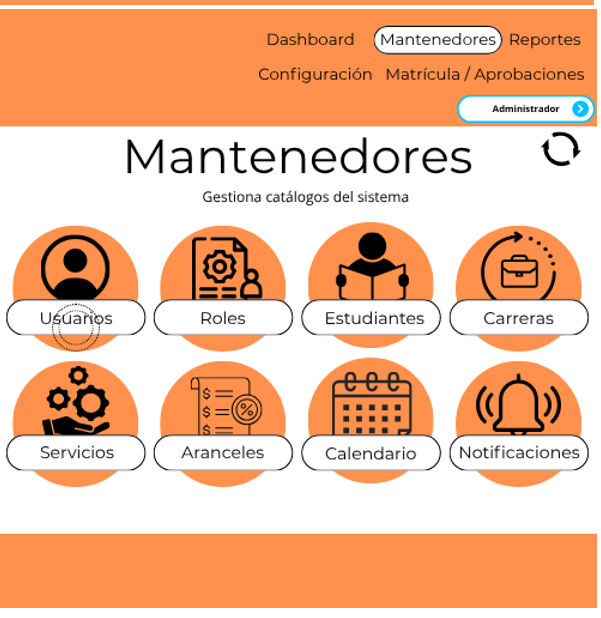 Dashboard Mantenedores Reportes
Configuración Matrícula / Aprobaciones
Administrador
Mantenedores
Gestiona catálogos del sistema
Usuarios Roles Estudiantes Carreras
$
%
$
$
Servicios Aranceles Calendario Notificaciones